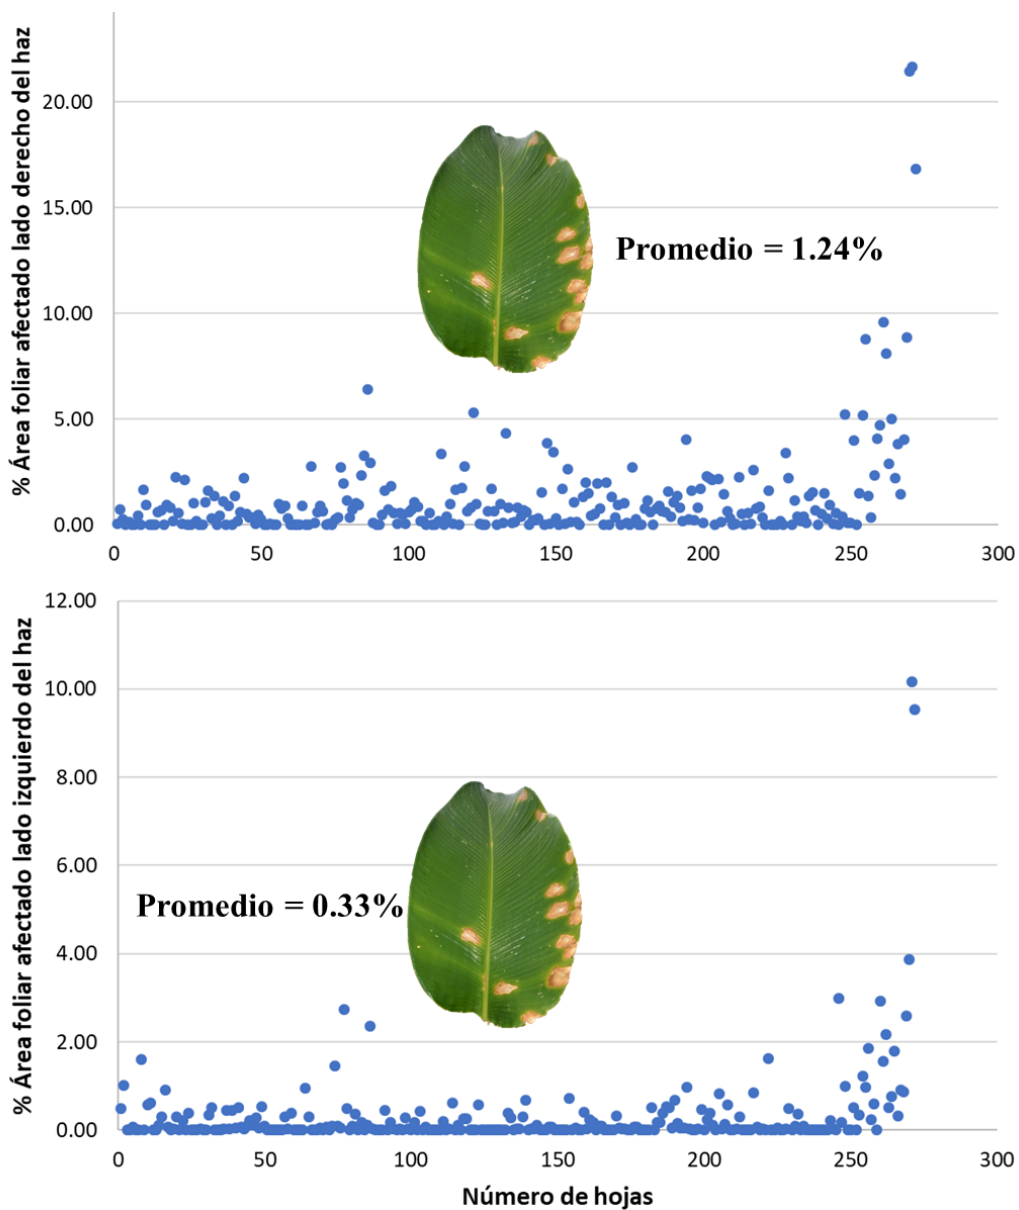 % Área foliar afectado lado derecho del haz
20.00
15.00
10.00
5.00
0.00
Promedio = 1.24%
0 50 100 150 200 250 300
% Área foliar afectado lado izquierdo del haz
12.00
10.00
8.00
6.00
4.00
2.00
0.00
Promedio = 0.33%
0 50 100 150 200 250 300
Número de hojas